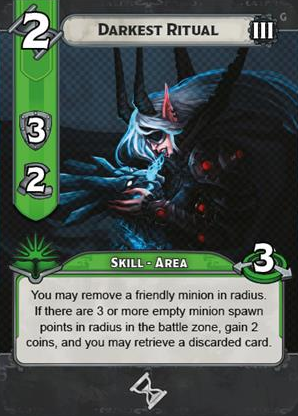 2
DARKEST RITUAL
III
G
3
2
SKILL - AREA
3
You may remove a friendly minion in radius.
If there are 3 or more empty minion spawn
points in radius in the battle zone, gain 2
coins, and you may retrieve a discarded card.